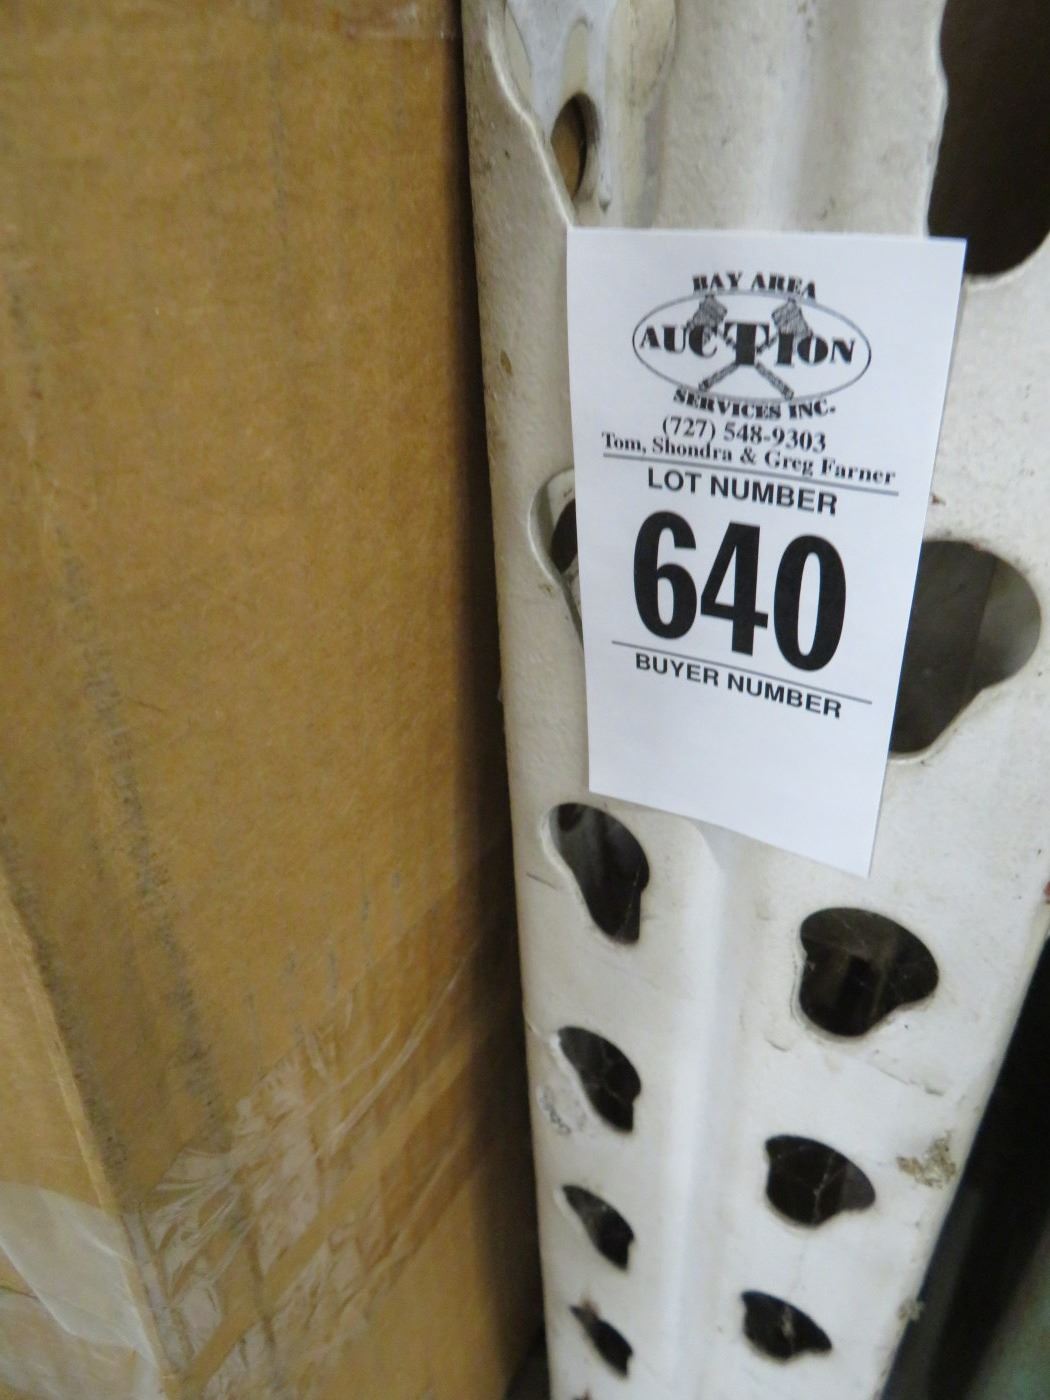 BAY AREA
AUCTION
SERVICES INC.
(727) 548-9303
Tom, Shondra & Greg Farner
LOT NUMBER
640
BUYER NUMBER